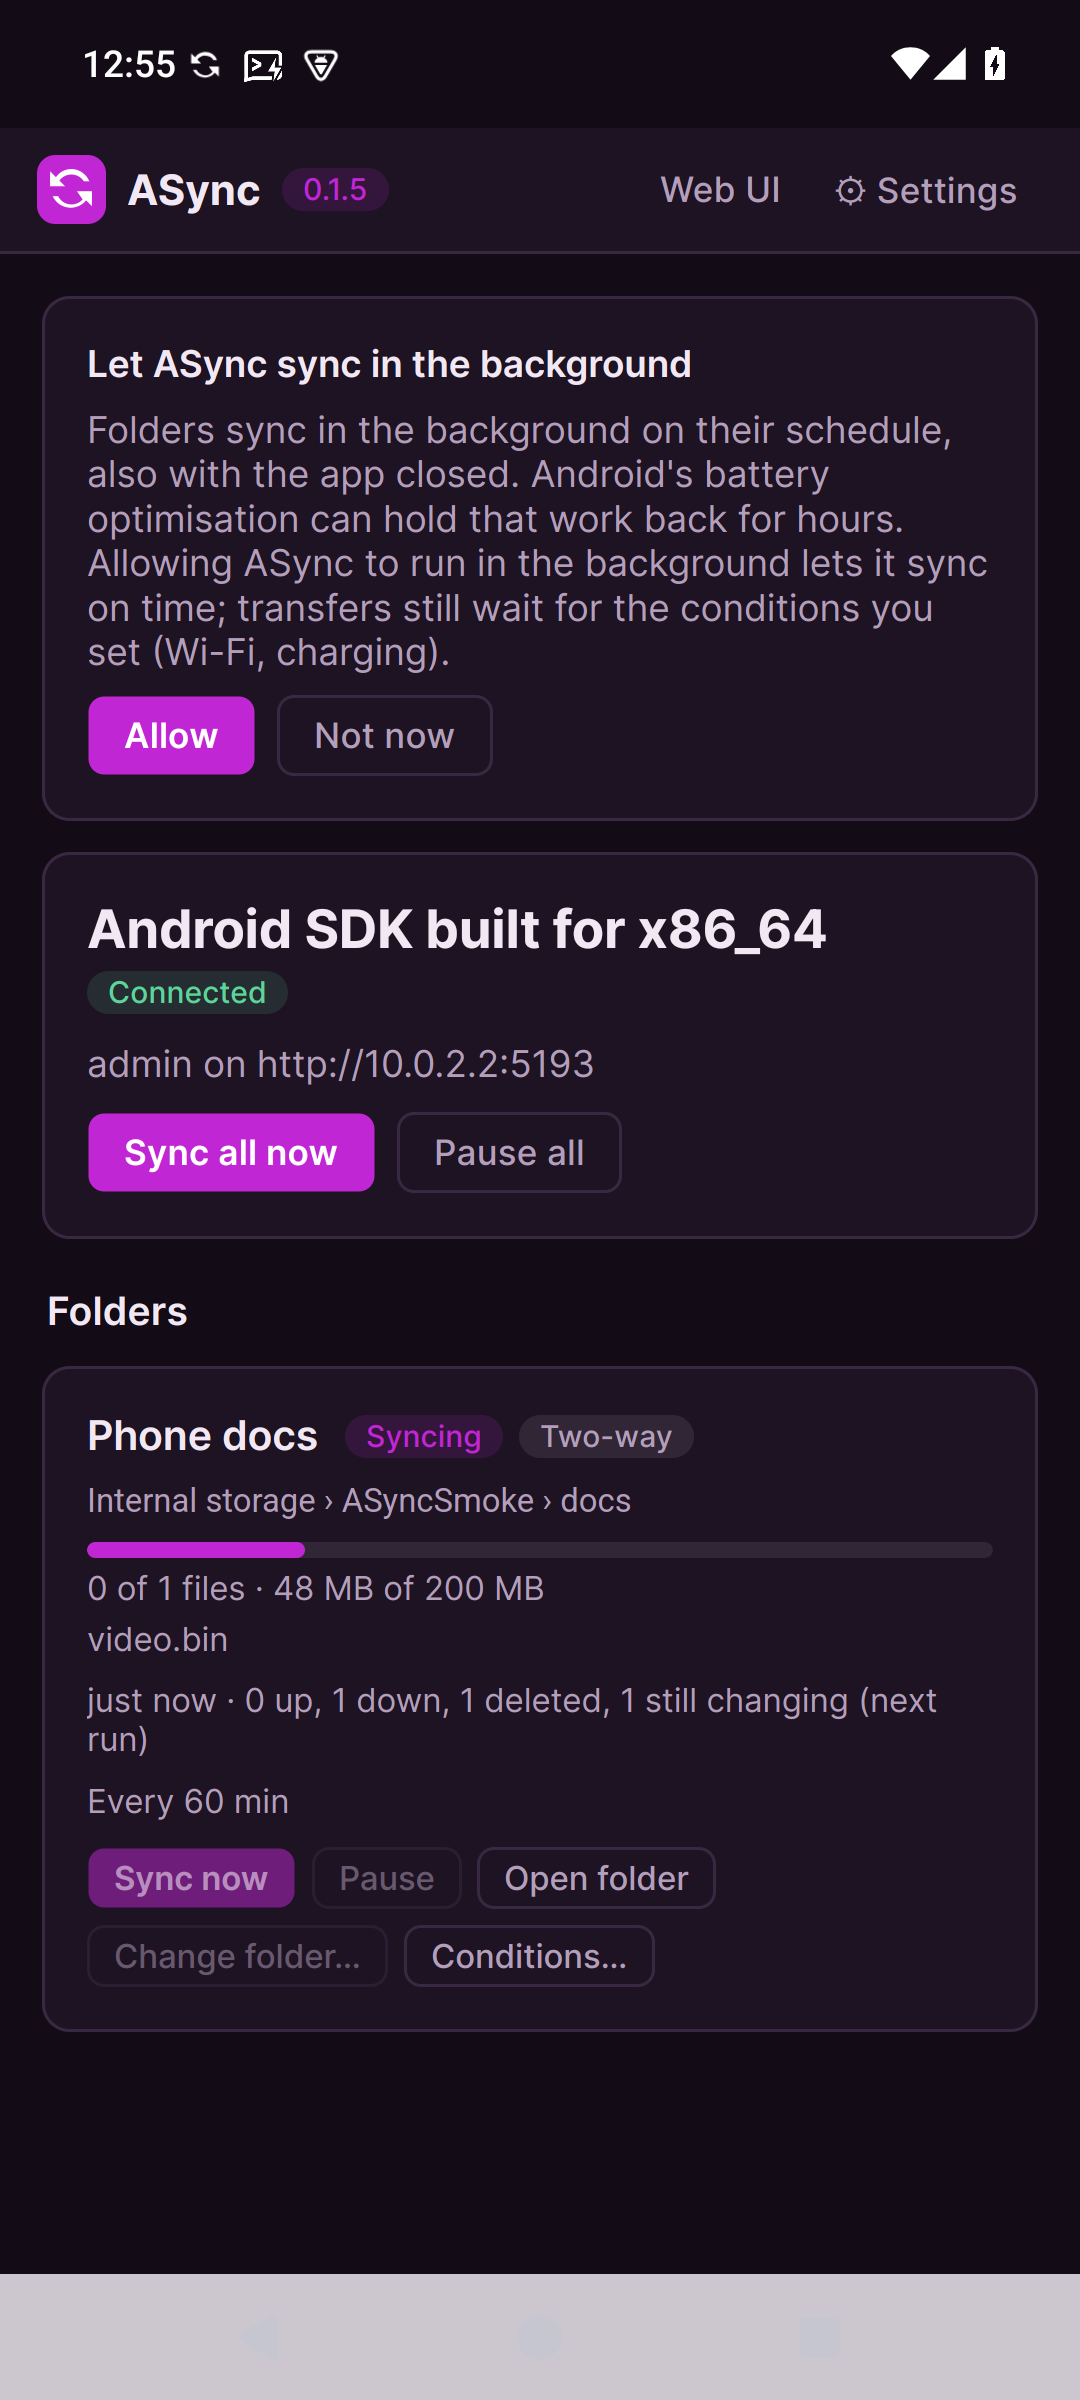 12:55
ASync 0.1.5 Web UI Settings
Let ASync sync in the background
Folders sync in the background on their schedule,
also with the app closed. Android's battery
optimisation can hold that work back for hours.
Allowing ASync to run in the background lets it sync
on time; transfers still wait for the conditions you
set (Wi-Fi, charging).
Allow Not now
Android SDK built for x86_64
Connected
admin on http://10.0.2.2:5193
Sync all now Pause all
Folders
Phone docs Syncing Two-way
Internal storage › ASyncSmoke › docs
0 of 1 files · 48 MB of 200 MB
video.bin
just now · 0 up, 1 down, 1 deleted, 1 still changing (next
run)
Every 60 min
Sync now Pause Open folder
Change folder... Conditions...